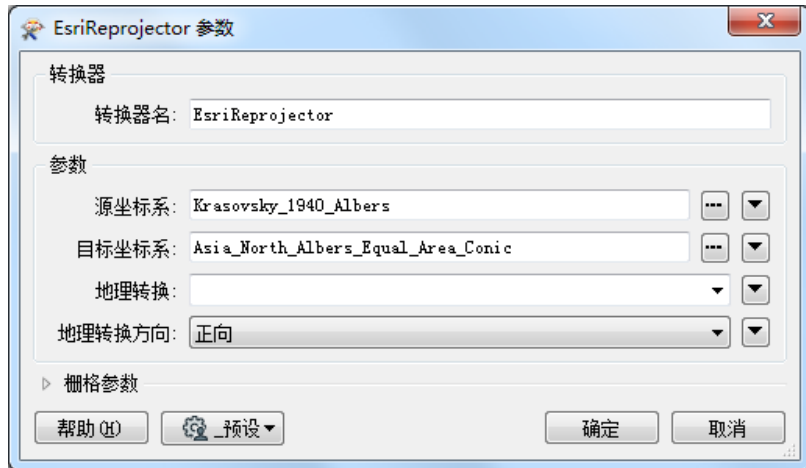 EsriReprojector 参数
转换器
转换器名: EsriReprojector
参数
源坐标系: Krasovsky_1940_Albers
目标坐标系: Asia_North_Albers_Equal_Area_Conic
地理转换:
地理转换方向: 正向
栅格参数
帮助(H) _预设 确定 取消